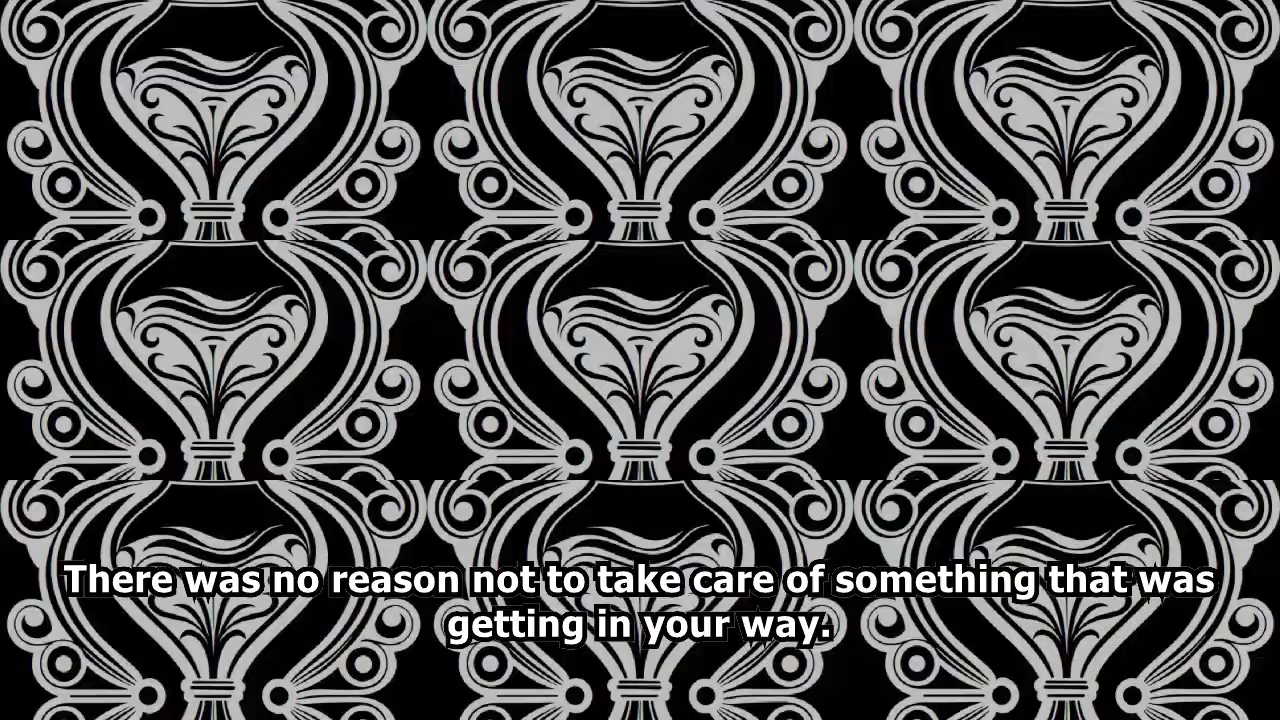 There was no reason not to take care of something that was
getting in your way.